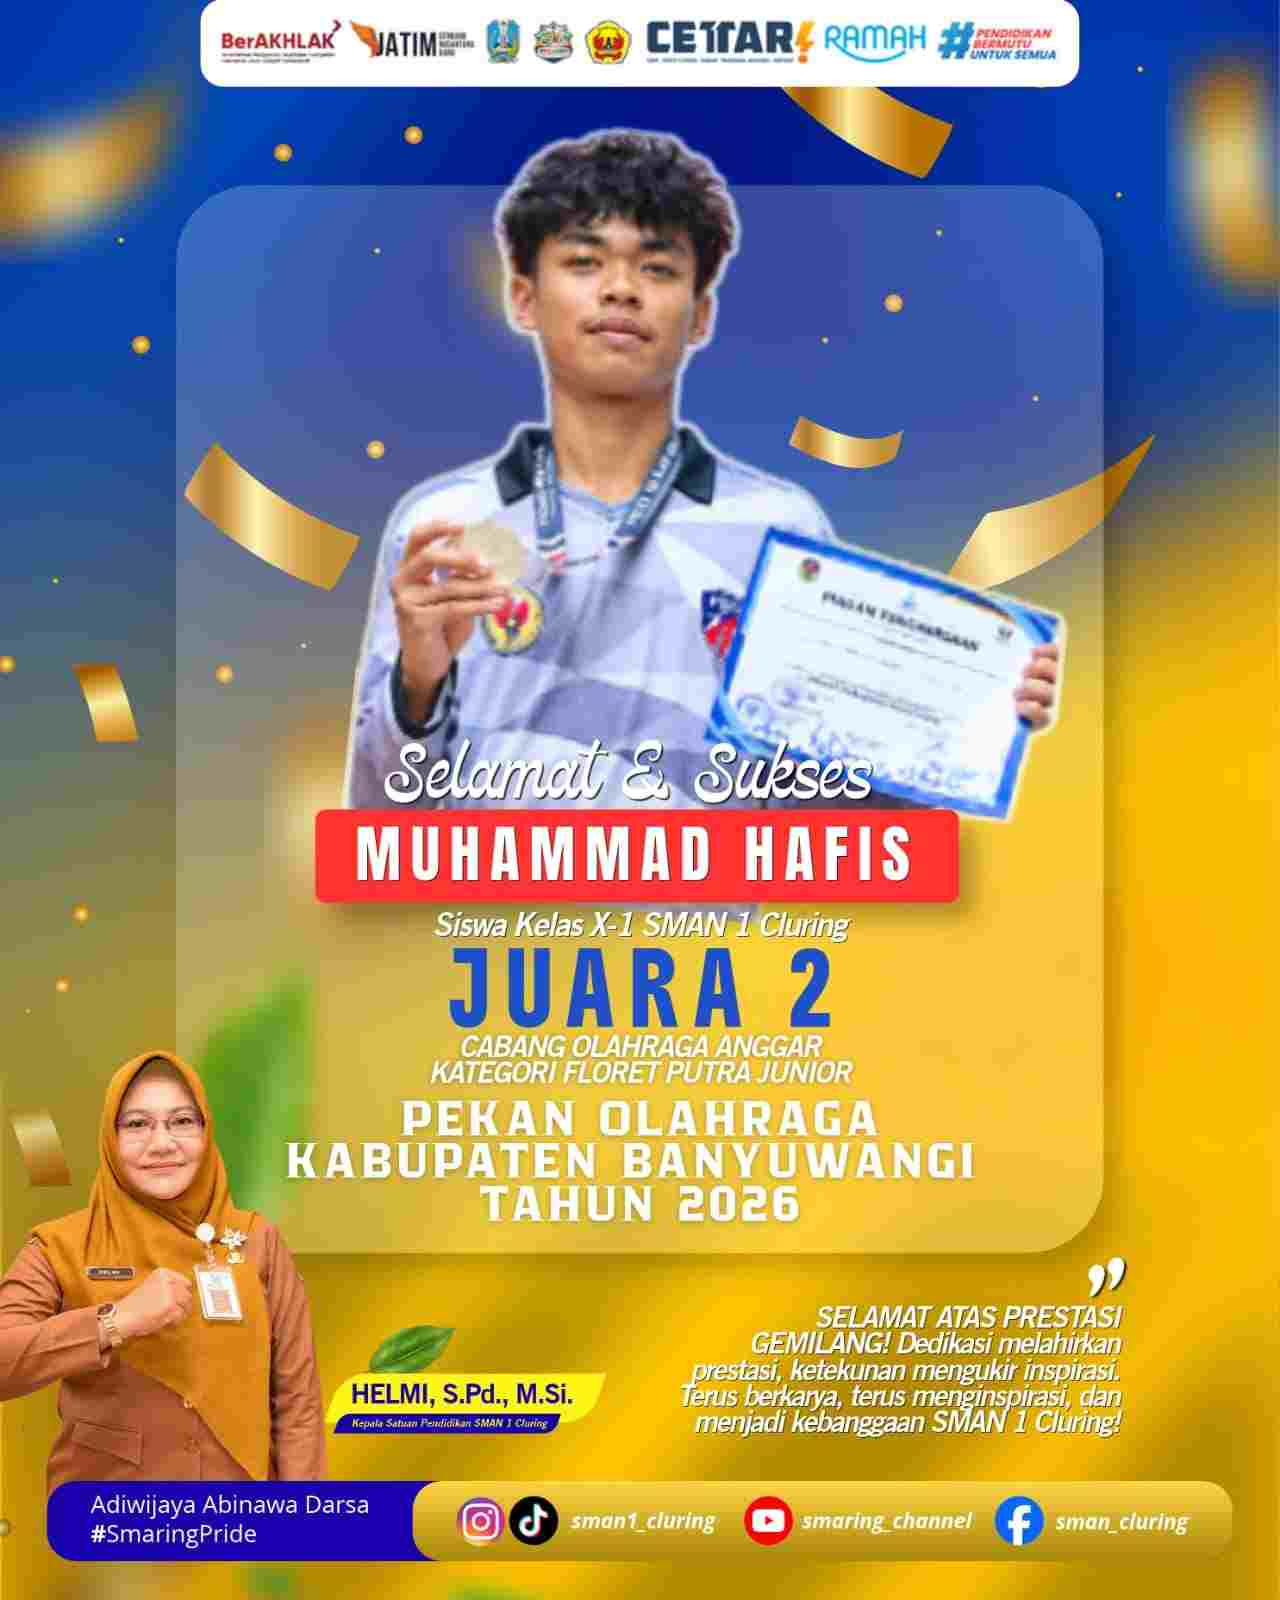 BerAKHLAK
JATIM
CETTAR!
RAMAH
#PENDIDIKAN
BERMUTU
UNTUK SEMUA
PIAGAM PENGHARGAAN
Selamat & Sukses
MUHAMMAD HAFIS
Siswa Kelas X-1 SMAN 1 Cluring
JUARA 2
CABANG OLAHRAGA ANGGAR
KATEGORI FLORET PUTRA JUNIOR
PEKAN OLAHRAGA
KABUPATEN BANYUWANGI
TAHUN 2026
”
SELAMAT ATAS PRESTASI
GEMILANG! Dedikasi melahirkan
prestasi, ketekunan mengukir inspirasi.
Terus berkarya, terus menginspirasi, dan
menjadi kebanggaan SMAN 1 Cluring!
HELMI, S.Pd., M.Si.
Kepala Satuan Pendidikan SMAN 1 Cluring
Adiwijaya Abinawa Darsa
#SmaringPride
sman1_cluring
smaring_channel
sman_cluring